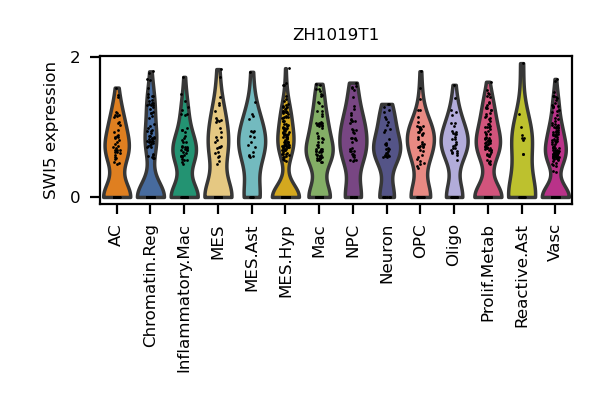 ZH1019T1
SWI5 expression
2
0
AC
Chromatin.Reg
Inflammatory.Mac
MES
MES.Ast
MES.Hyp
Mac
NPC
Neuron
OPC
Oligo
Prolif.Metab
Reactive.Ast
Vasc